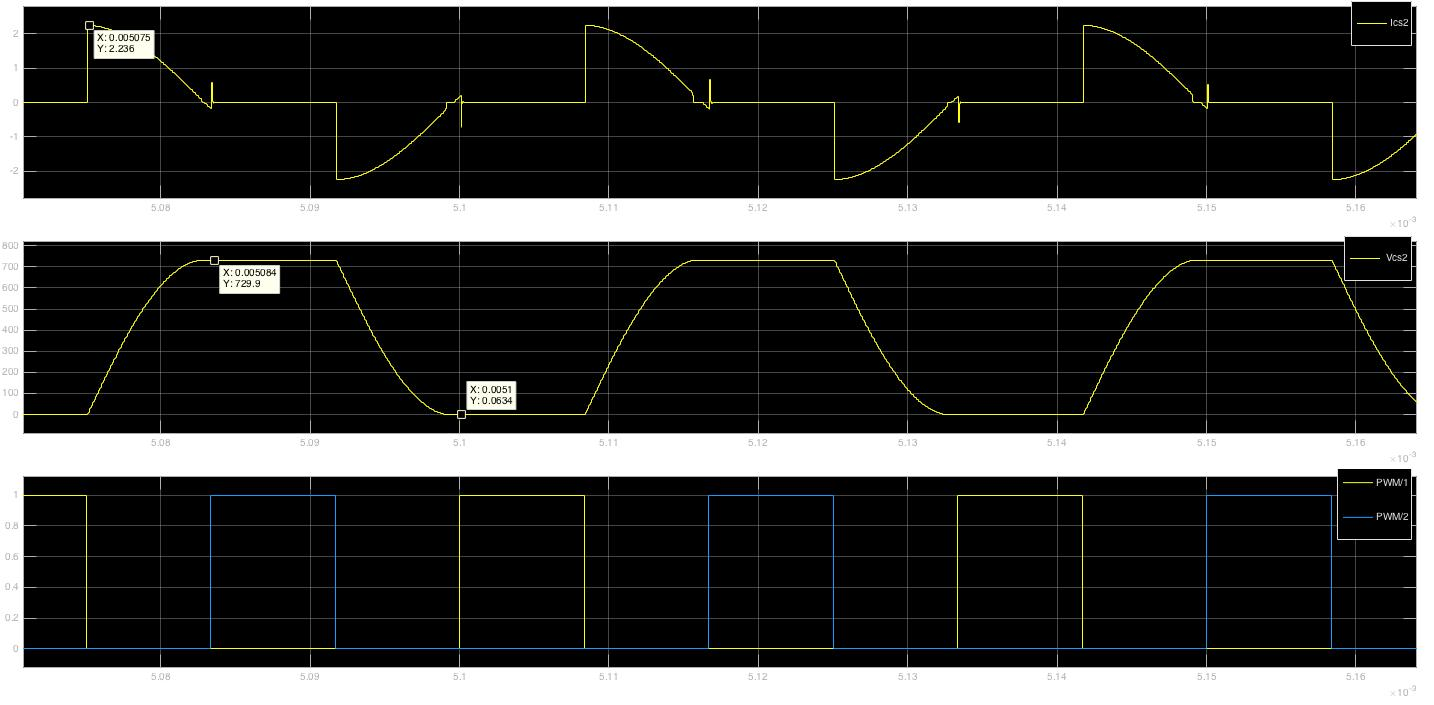 Ics2
2
X: 0.005075
Y: 2.236
1
0
-1
-2
5.08 5.09 5.1 5.11 5.12 5.13 5.14 5.15 5.16
×10-3
800
Vcs2
700
X: 0.005084
Y: 729.9
600
500
400
300
200
X: 0.0051
Y: 0.0634
100
0
5.08 5.09 5.1 5.11 5.12 5.13 5.14 5.15 5.16
×10-3
PWM/1
1
PWM/2
0.8
0.6
0.4
0.2
0
5.08 5.09 5.1 5.11 5.12 5.13 5.14 5.15 5.16
×10-3